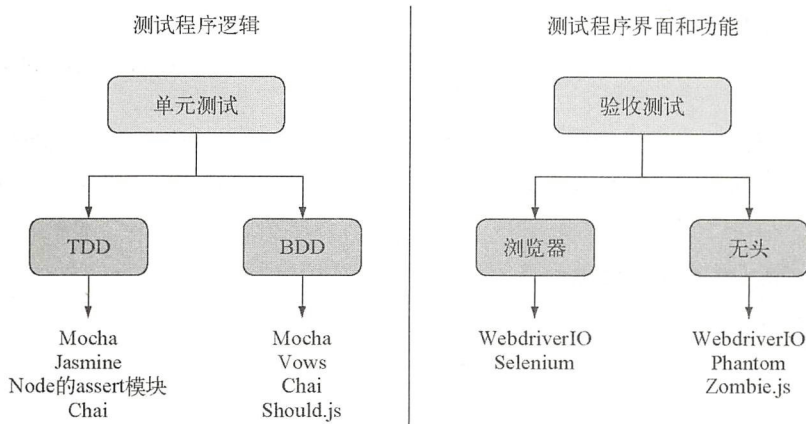 测试程序逻辑
单元测试
TDD
BDD
Mocha
Jasmine
Node的assert模块
Chai
Mocha
Vows
Chai
Should.js
测试程序界面和功能
验收测试
浏览器
无头
WebdriverIO
Selenium
WebdriverIO
Phantom
Zombie.js